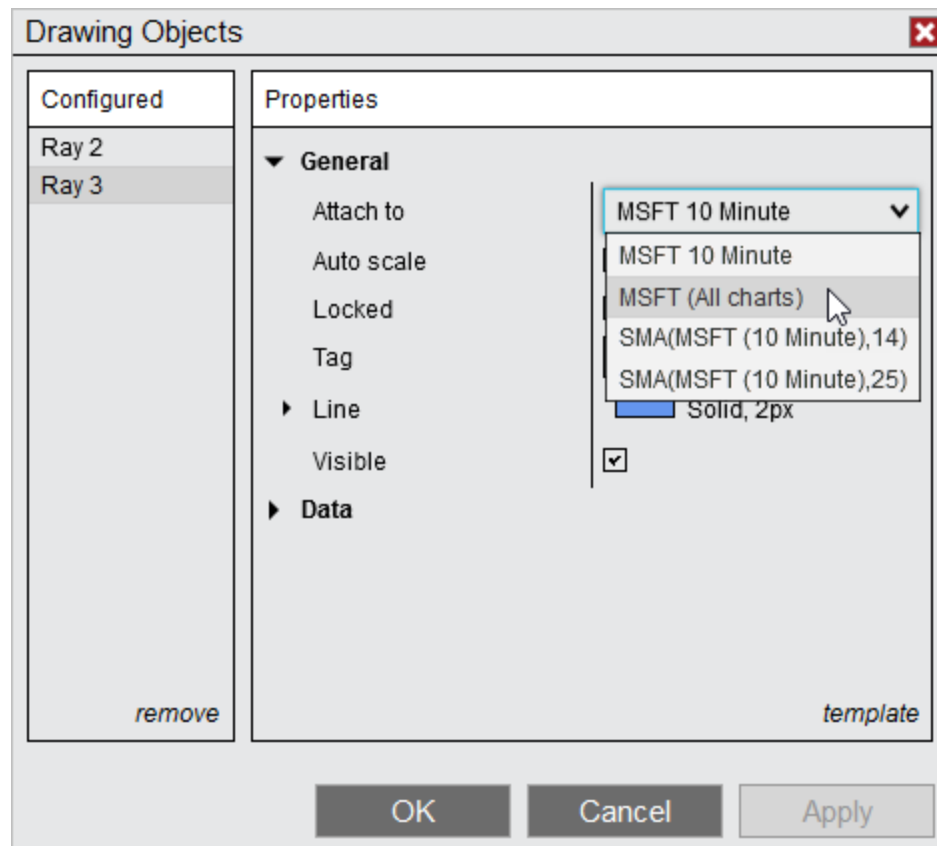 Drawing Objects
Configured
Properties
Ray 2
Ray 3
General
Attach to
MSFT 10 Minute
MSFT 10 Minute
Auto scale
MSFT (All charts)
Locked
SMA(MSFT (10 Minute),14)
Tag
SMA(MSFT (10 Minute),25)
Line
Solid, 2px
Visible
Data
remove
template
OK
Cancel
Apply